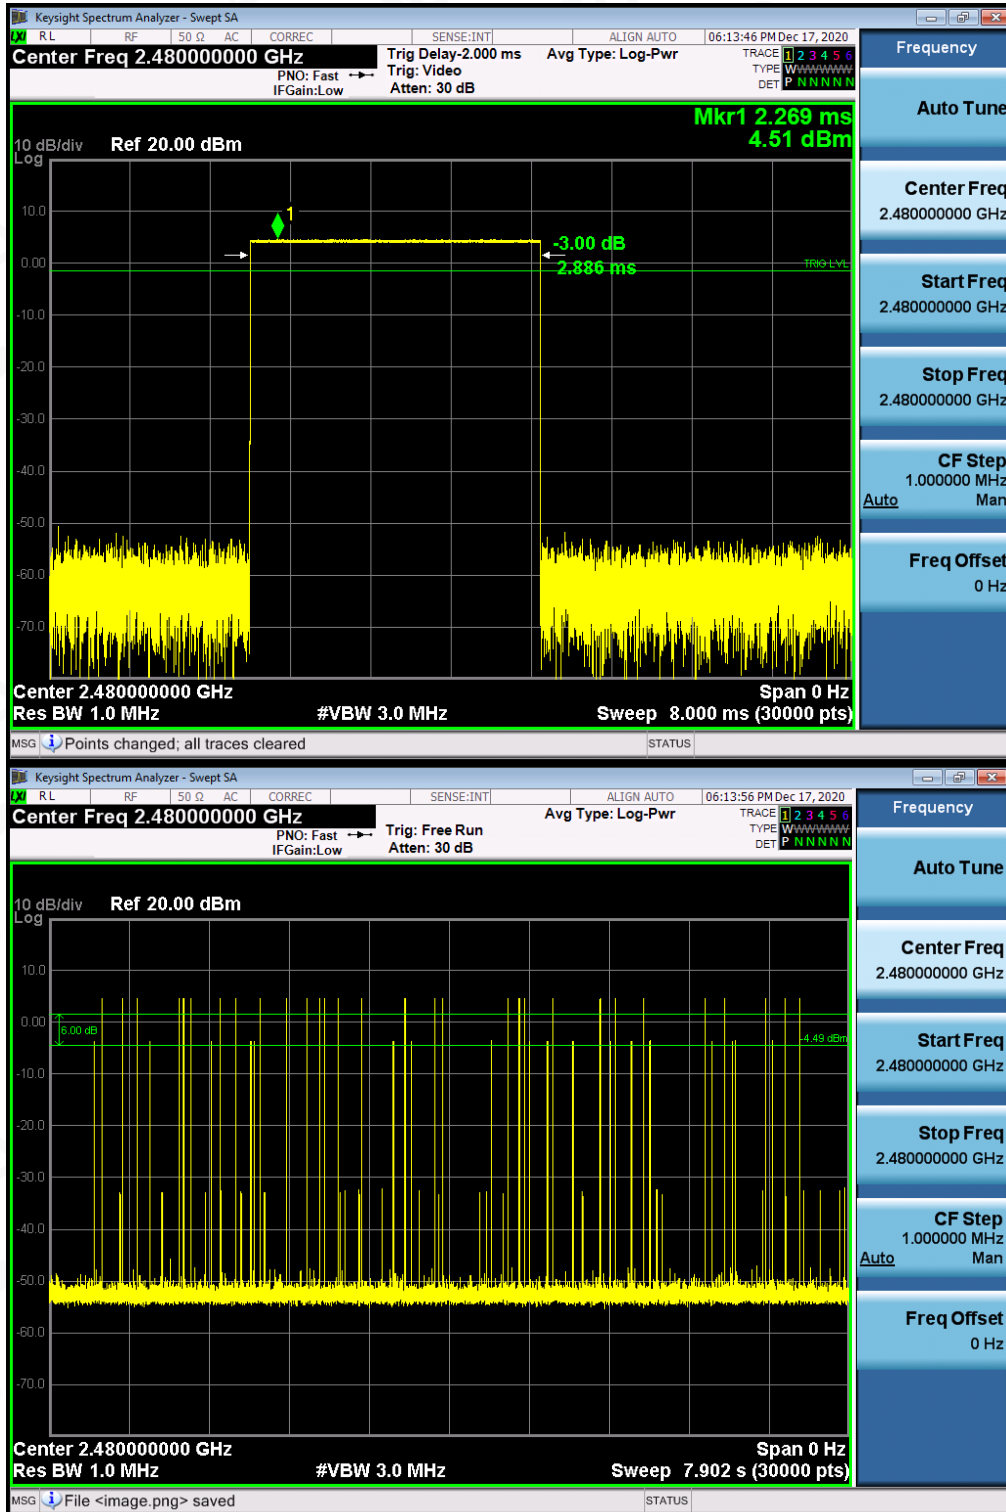 Keysight Spectrum Analyzer - Swept SA
LXI RL RF 50 Ω AC CORREC SENSE:INT ALIGN AUTO 06:13:46 PM Dec 17, 2020
Center Freq 2.480000000 GHz Trig Delay-2.000 ms Avg Type: Log-Pwr TRACE 1 2 3 4 5 6
PNO: Fast Trig: Video TYPE WWWWWW
IFGain:Low Atten: 30 dB DET P N N N N N
Mkr1 2.269 ms
4.51 dBm
10 dB/div Ref 20.00 dBm
Log
10.0
1
0.00
-3.00 dB
2.886 ms
TRIG LVL
-10.0
-20.0
-30.0
-40.0
-50.0
-60.0
-70.0
Center 2.480000000 GHz Span 0 Hz
Res BW 1.0 MHz #VBW 3.0 MHz Sweep 8.000 ms (30000 pts)
MSG Points changed; all traces cleared STATUS
Frequency
Auto Tune
Center Freq
2.480000000 GHz
Start Freq
2.480000000 GHz
Stop Freq
2.480000000 GHz
CF Step
1.000000 MHz
Auto Man
Freq Offset
0 Hz
Keysight Spectrum Analyzer - Swept SA
LXI RL RF 50 Ω AC CORREC SENSE:INT ALIGN AUTO 06:13:56 PM Dec 17, 2020
Center Freq 2.480000000 GHz Avg Type: Log-Pwr TRACE 1 2 3 4 5 6
PNO: Fast Trig: Free Run TYPE WWWWWW
IFGain:Low Atten: 30 dB DET P N N N N N
10 dB/div Ref 20.00 dBm
Log
10.0
0.00
6.00 dB
-4.49 dBm
-10.0
-20.0
-30.0
-40.0
-50.0
-60.0
-70.0
Center 2.480000000 GHz Span 0 Hz
Res BW 1.0 MHz #VBW 3.0 MHz Sweep 7.902 s (30000 pts)
MSG File <image.png> saved STATUS
Frequency
Auto Tune
Center Freq
2.480000000 GHz
Start Freq
2.480000000 GHz
Stop Freq
2.480000000 GHz
CF Step
1.000000 MHz
Auto Man
Freq Offset
0 Hz